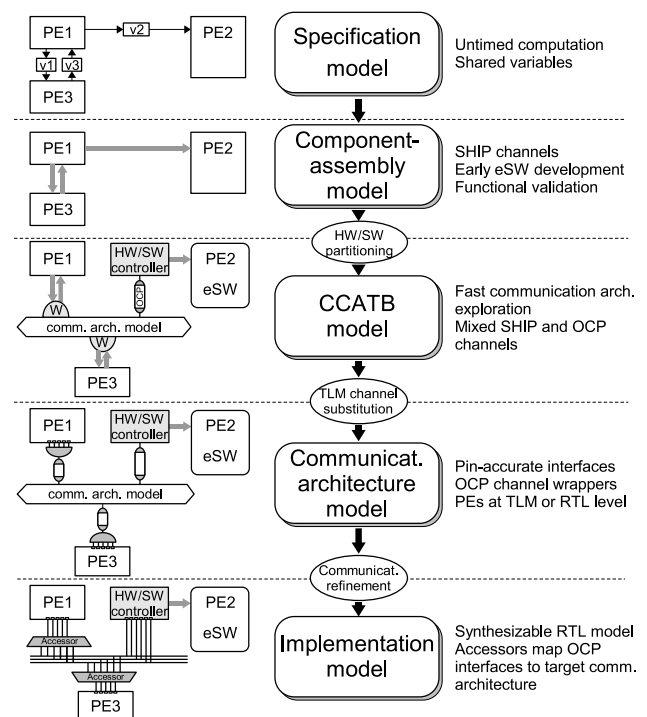 PE1
v2
PE2
v1
v3
PE3
Specification
model
Untimed computation
Shared variables
PE1
PE2
PE3
Component-
assembly
model
SHIP channels
Early eSW development
Functional validation
HW/SW
partitioning
PE1
HW/SW
controller
PE2
eSW
OCP
W
comm. arch. model
W
PE3
CCATB
model
Fast communication arch.
exploration
Mixed SHIP and OCP
channels
TLM channel
substitution
PE1
HW/SW
controller
PE2
eSW
comm. arch. model
PE3
Communicat.
architecture
model
Pin-accurate interfaces
OCP channel wrappers
PEs at TLM or RTL level
Communicat.
refinement
PE1
HW/SW
controller
PE2
eSW
Accessor
Accessor
PE3
Implementation
model
Synthesizable RTL model
Accessors map OCP
interfaces to target comm.
architecture